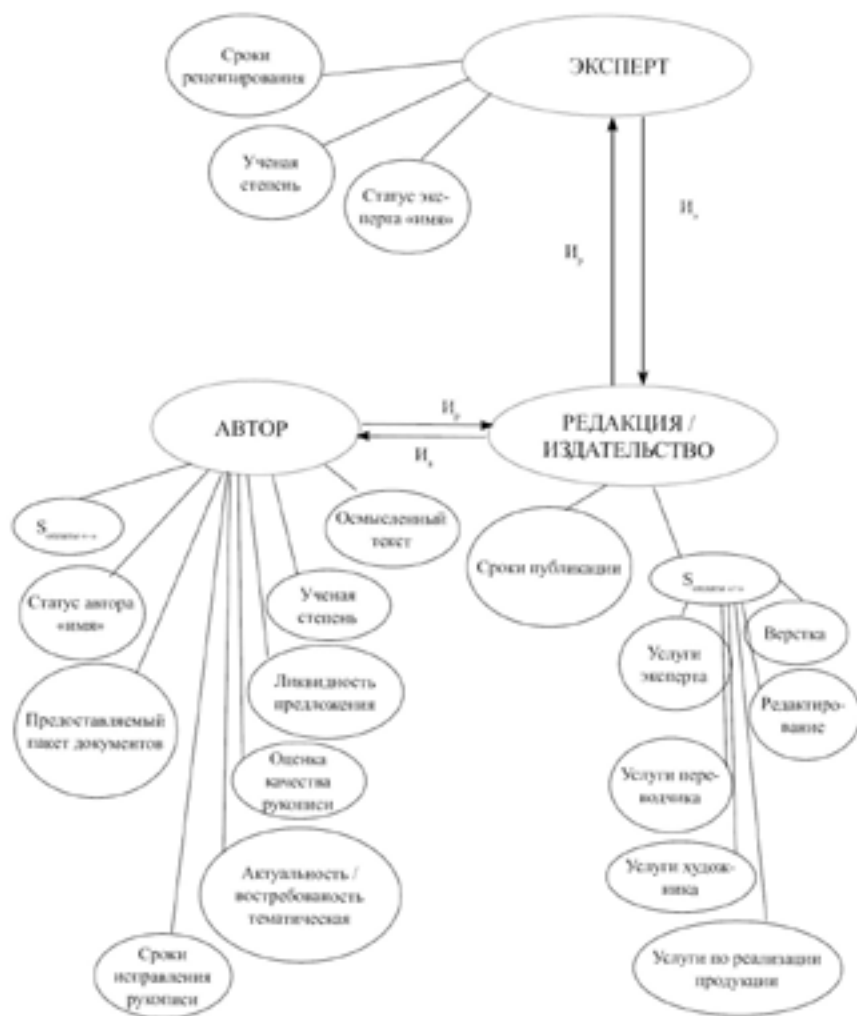 Сроки
рецензирования
ЭКСПЕРТ
Ученая
степень
Статус экс-
перта «имя»
И
И
р
АВТОР
И
р
И
РЕДАКЦИЯ /
ИЗДАТЕЛЬСТВО
S
Осмысленный
текст
Сроки публикации
S
Статус автора
«имя»
Ученая
степень
Услуги
эксперта
Верстка
Предоставляемый
пакет документов
Ликвидность
предложения
Редактиро-
вание
Оценка
качества
рукописи
Услуги пере-
водчика
Актуальность /
востребованость
тематическая
Услуги худож-
ника
Сроки
исправления
рукописи
Услуги по реализации
продукции